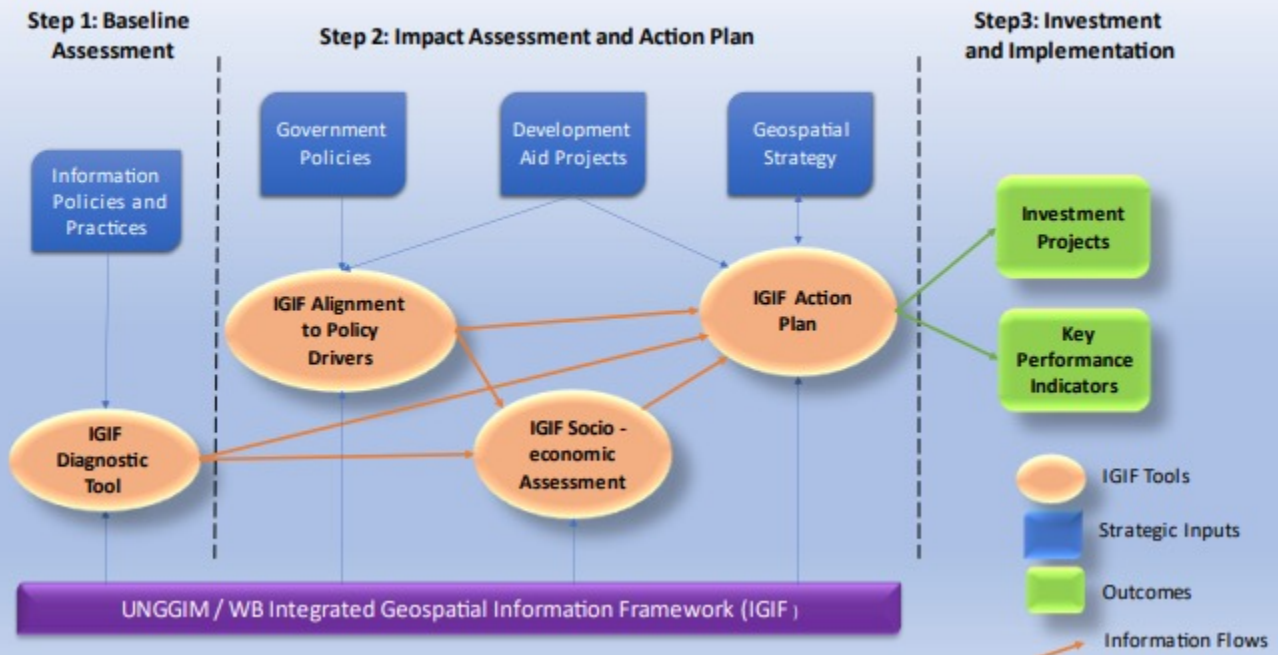 Step 1: Baseline
Assessment
Step 2: Impact Assessment and Action Plan
Step3: Investment
and Implementation
Information
Policies and
Practices
Government
Policies
Development
Aid Projects
Geospatial
Strategy
Investment
Projects
IGIF Alignment
to Policy
Drivers
IGIF Action
Plan
Key
Performance
Indicators
IGIF
Diagnostic
Tool
IGIF Socio -
economic
Assessment
IGIF Tools
Strategic Inputs
Outcomes
Information Flows
UNGGIM / WB Integrated Geospatial Information Framework (IGIF )